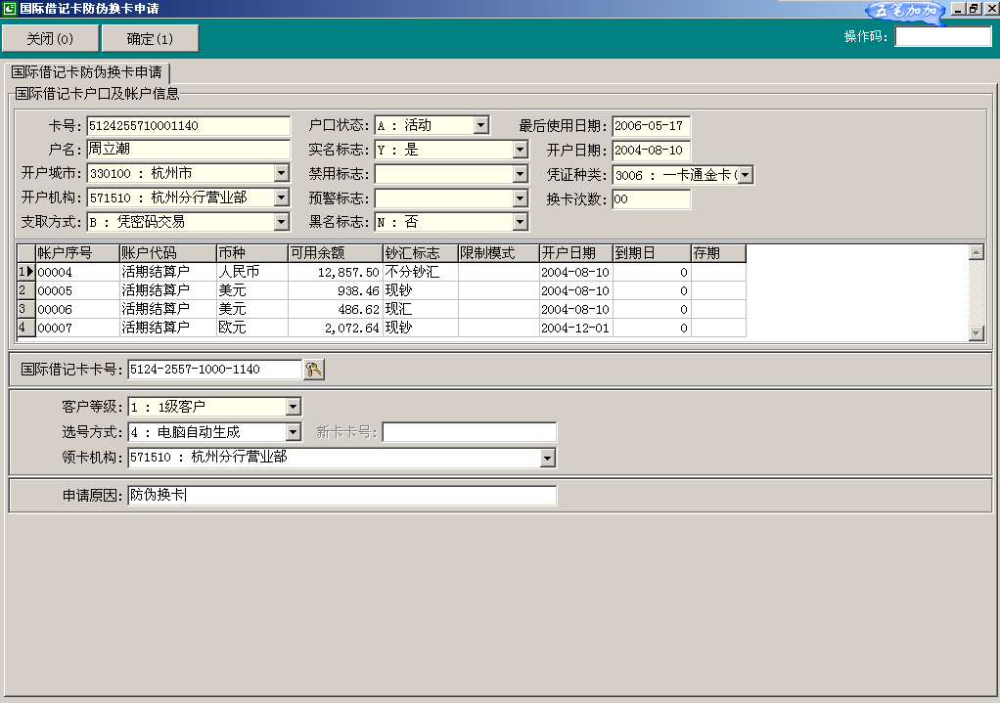 国际借记卡防伪换卡申请
五笔加加
关闭(0) 确定(1) 操作码:
国际借记卡防伪换卡申请
国际借记卡户口及帐户信息
卡号: 5124255710001140 户口状态: A : 活动 最后使用日期: 2006-05-17
户名: 周立潮 实名标志: Y : 是 开户日期: 2004-08-10
开户城市: 330100 : 杭州市 禁用标志: 凭证种类: 3006 : 一卡通金卡(
开户机构: 571510 : 杭州分行营业部 预警标志: 换卡次数: 00
支取方式: B : 凭密码交易 黑名标志: N : 否
帐户序号 账户代码 币种 可用余额 钞汇标志 限制模式 开户日期 到期日 存期
1 00004 活期结算户 人民币 12,857.50 不分钞汇 2004-08-10 0
2 00005 活期结算户 美元 938.46 现钞 2004-08-10 0
3 00006 活期结算户 美元 486.62 现汇 2004-08-10 0
4 00007 活期结算户 欧元 2,072.64 现钞 2004-12-01 0
国际借记卡卡号: 5124-2557-1000-1140
客户等级: 1 : 1级客户
选号方式: 4 : 电脑自动生成 新卡卡号:
领卡机构: 571510 : 杭州分行营业部
申请原因: 防伪换卡